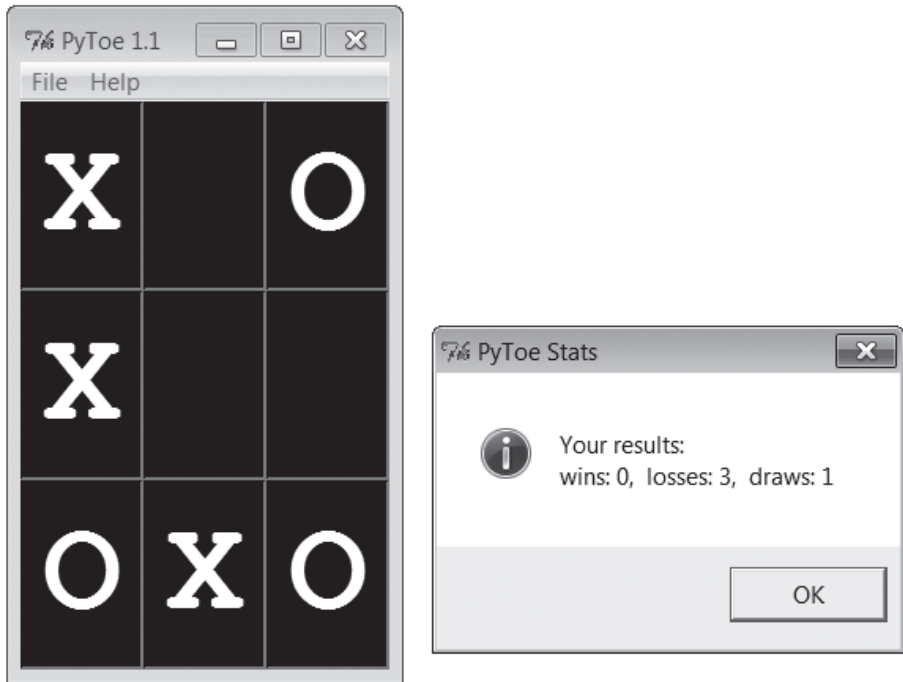 PyToe 1.1
File Help
X O
X
O X O
PyToe Stats
Your results:
wins: 0, losses: 3, draws: 1
OK